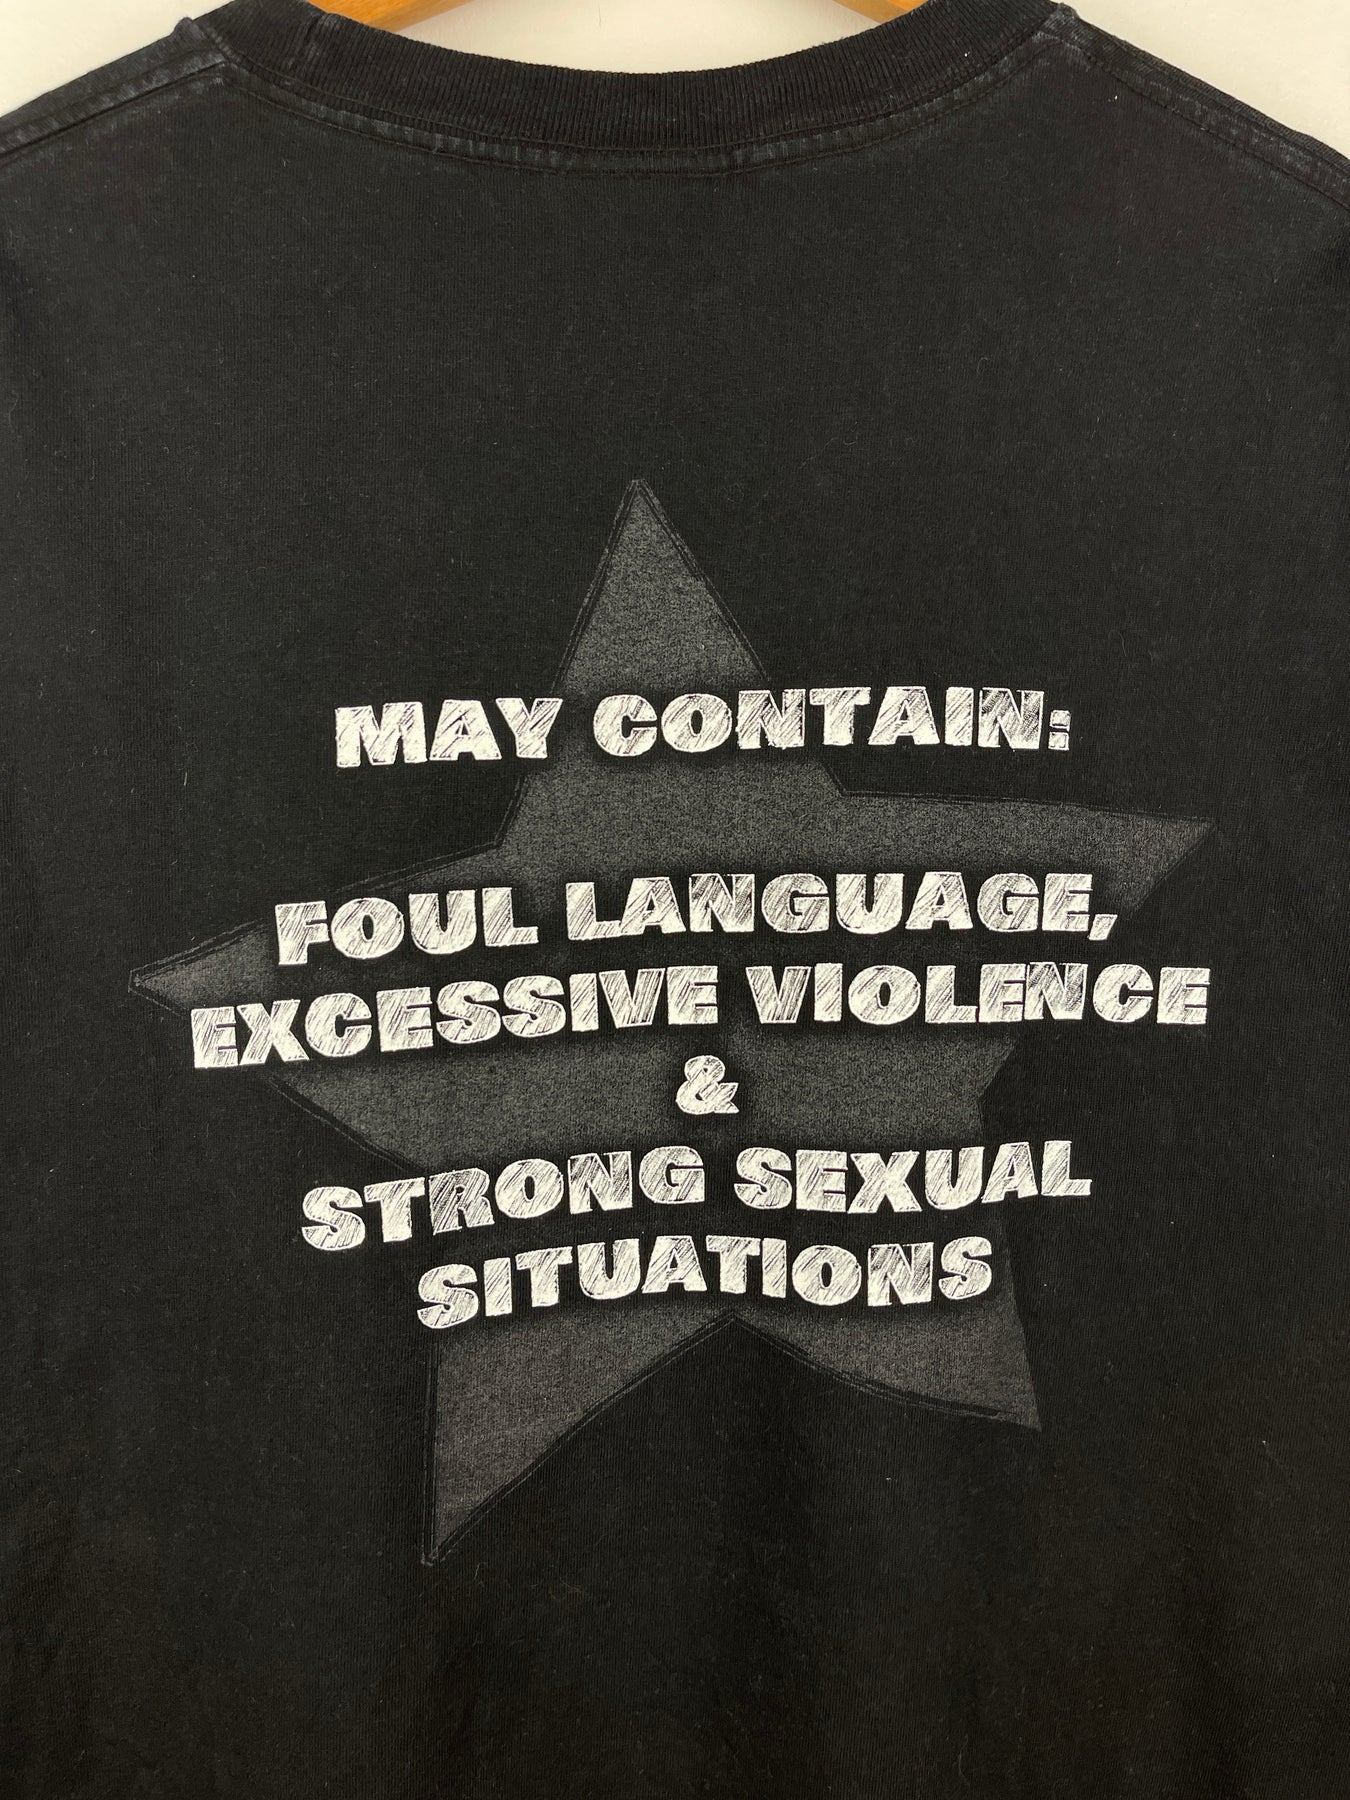 MAY CONTAIN:
FOUL LANGUAGE,
EXCESSIVE VIOLENCE
&
STRONG SEXUAL
SITUATIONS